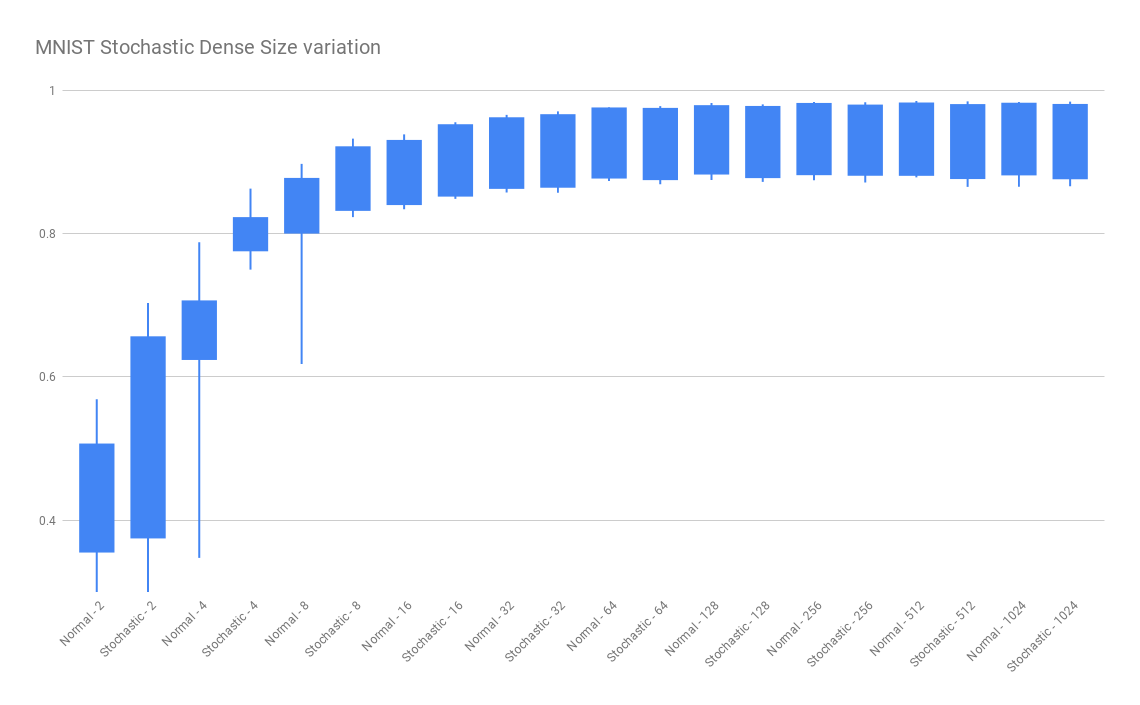 MNIST Stochastic Dense Size variation
1
0.8
0.6
0.4
Normal - 2
Stochastic - 2
Normal - 4
Stochastic - 4
Normal - 8
Stochastic - 8
Normal - 16
Stochastic - 16
Normal - 32
Stochastic - 32
Normal - 64
Stochastic - 64
Normal - 128
Stochastic - 128
Normal - 256
Stochastic - 256
Normal - 512
Stochastic - 512
Normal - 1024
Stochastic - 1024